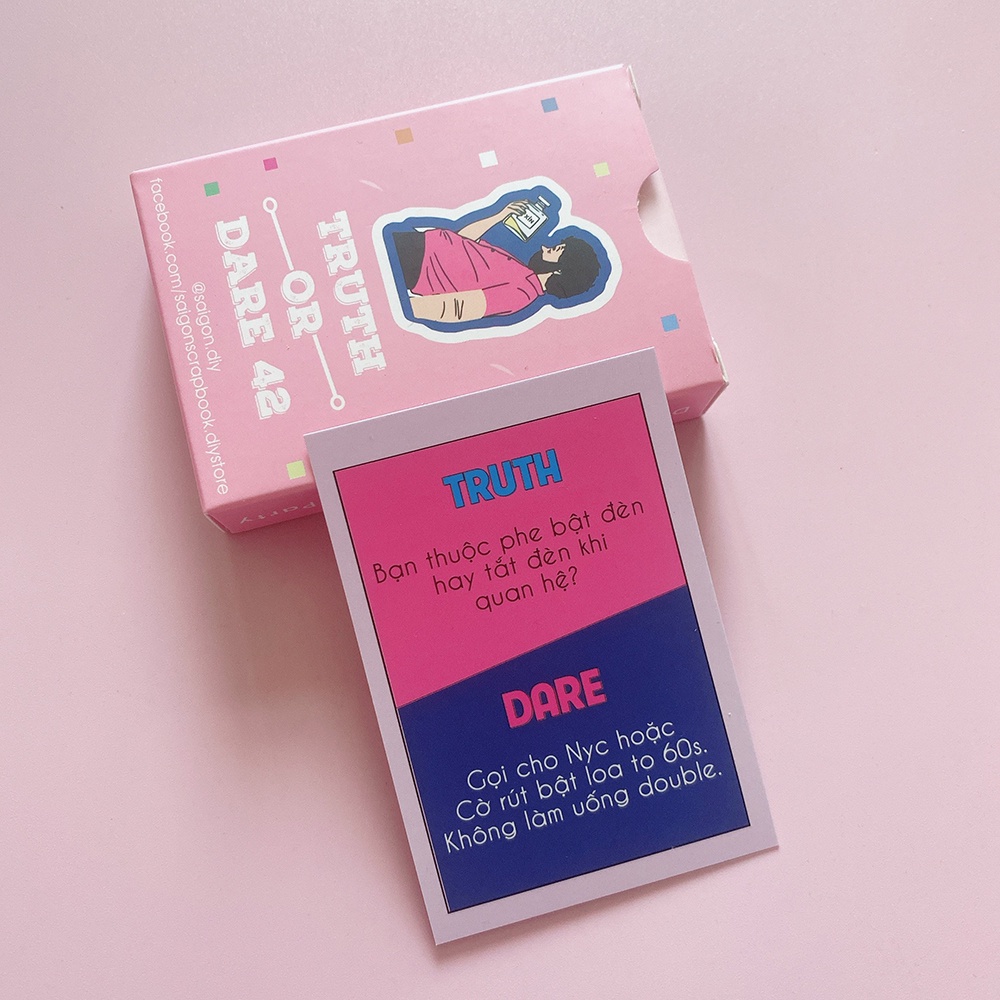 TRUTH
OR
DARE 42
@saigon.diy
facebook.com/saigonscrapbook.diystore
Party
TRUTH
Bạn thuộc phe bật đèn
hay tắt đèn khi
quan hệ?
DARE
Gọi cho Nyc hoặc
Cờ rút bật loa to 60s.
Không làm uống double.